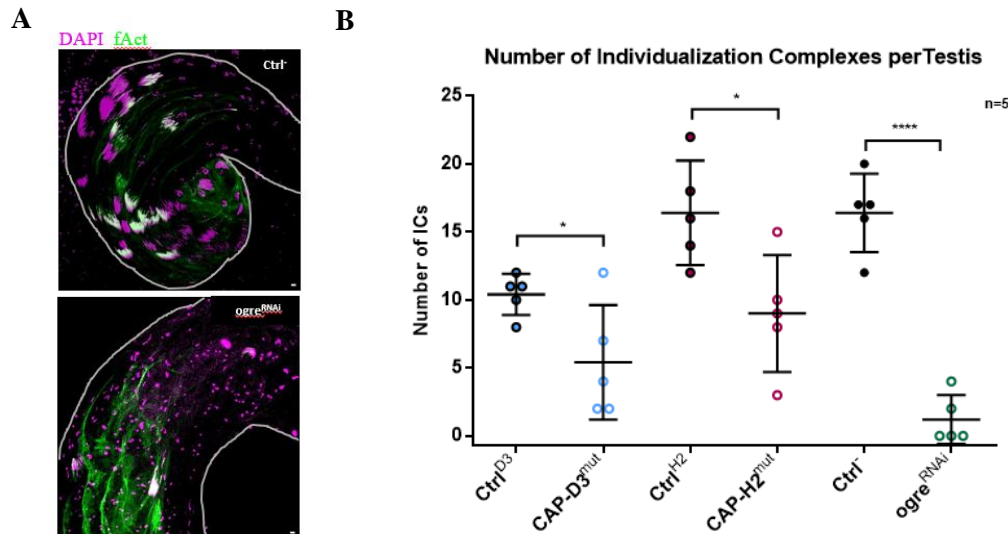 A
DAPI fAct
Ctrl-
ogreRNAi
B
Number of Individualization Complexes perTestis
n=5
Number of ICs
25
20
15
10
5
0
*
*
****
CtrlD3
CAP-D3mut
CtrlH2
CAP-H2mut
Ctrl-
ogreRNAi